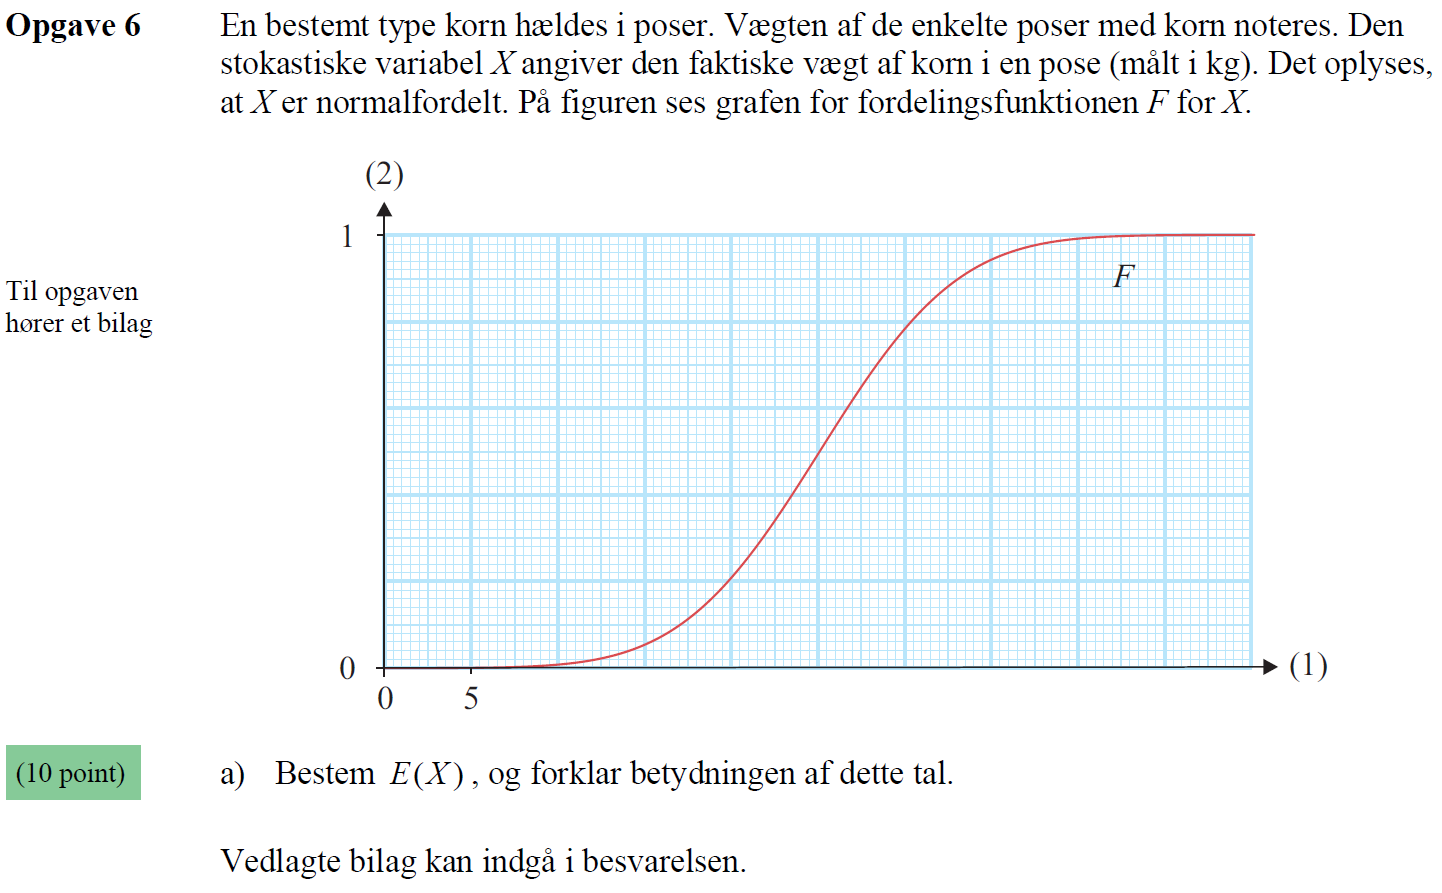 Opgave 6
En bestemt type korn hældes i poser. Vægten af de enkelte poser med korn noteres. Den
stokastiske variabel X angiver den faktiske vægt af korn i en pose (målt i kg). Det oplyses,
at X er normalfordelt. På figuren ses grafen for fordelingsfunktionen F for X.
(2)
1
F
Til opgaven
hører et bilag
0
(1)
0 5
(10 point)
a) Bestem E(X), og forklar betydningen af dette tal.
Vedlagte bilag kan indgå i besvarelsen.